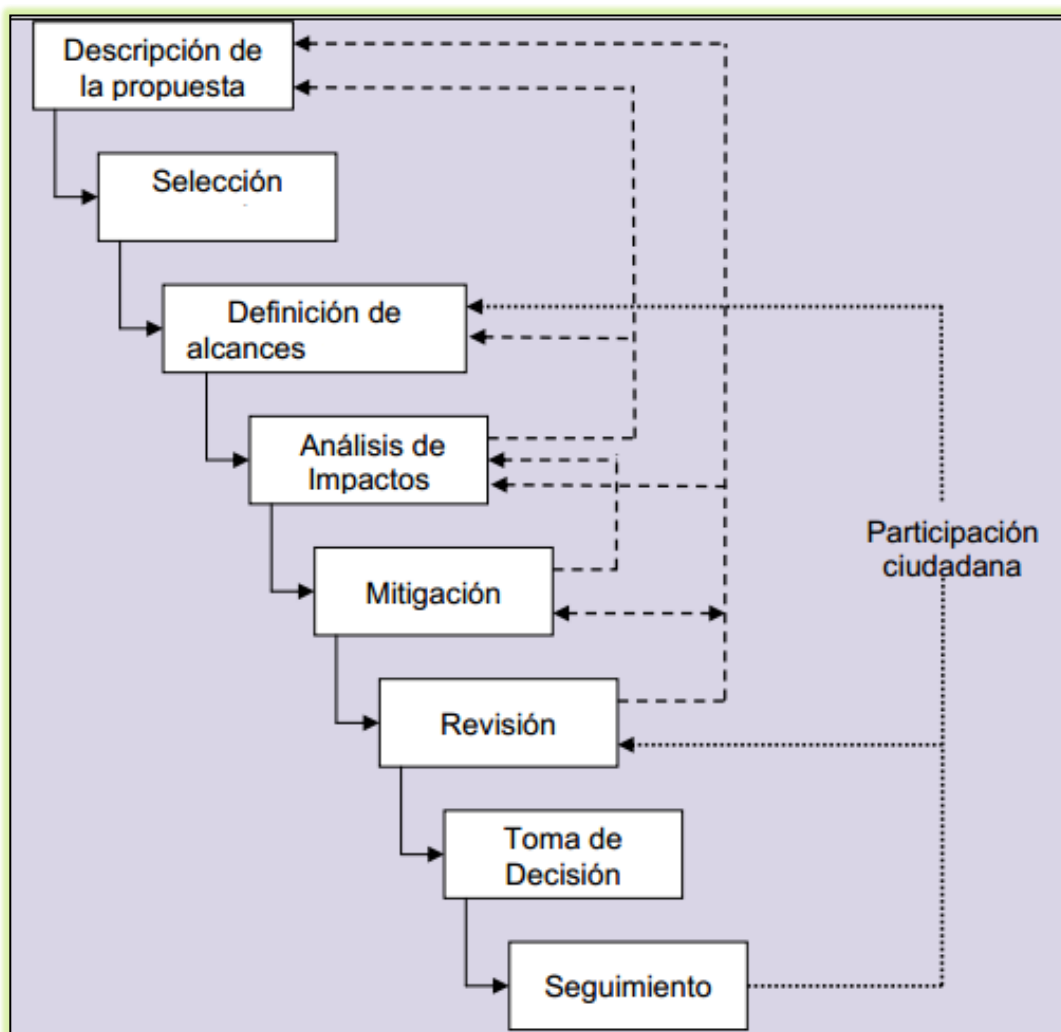 Descripción de
la propuesta
Selección
Definición de
alcances
Análisis de
Impactos
Participación
ciudadana
Mitigación
Revisión
Toma de
Decisión
Seguimiento